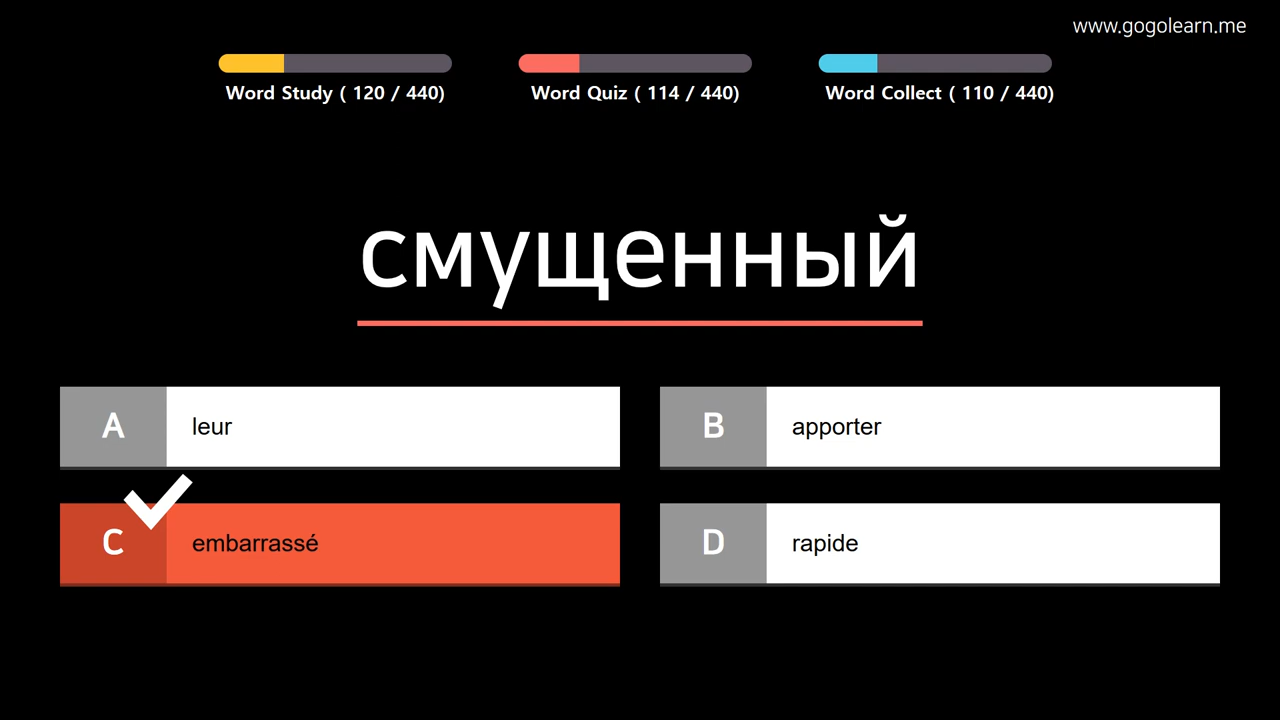 www.gogolearn.me
Word Study ( 120 / 440)
Word Quiz ( 114 / 440)
Word Collect ( 110 / 440)
смущенный
A leur
B apporter
C embarrassé
D rapide